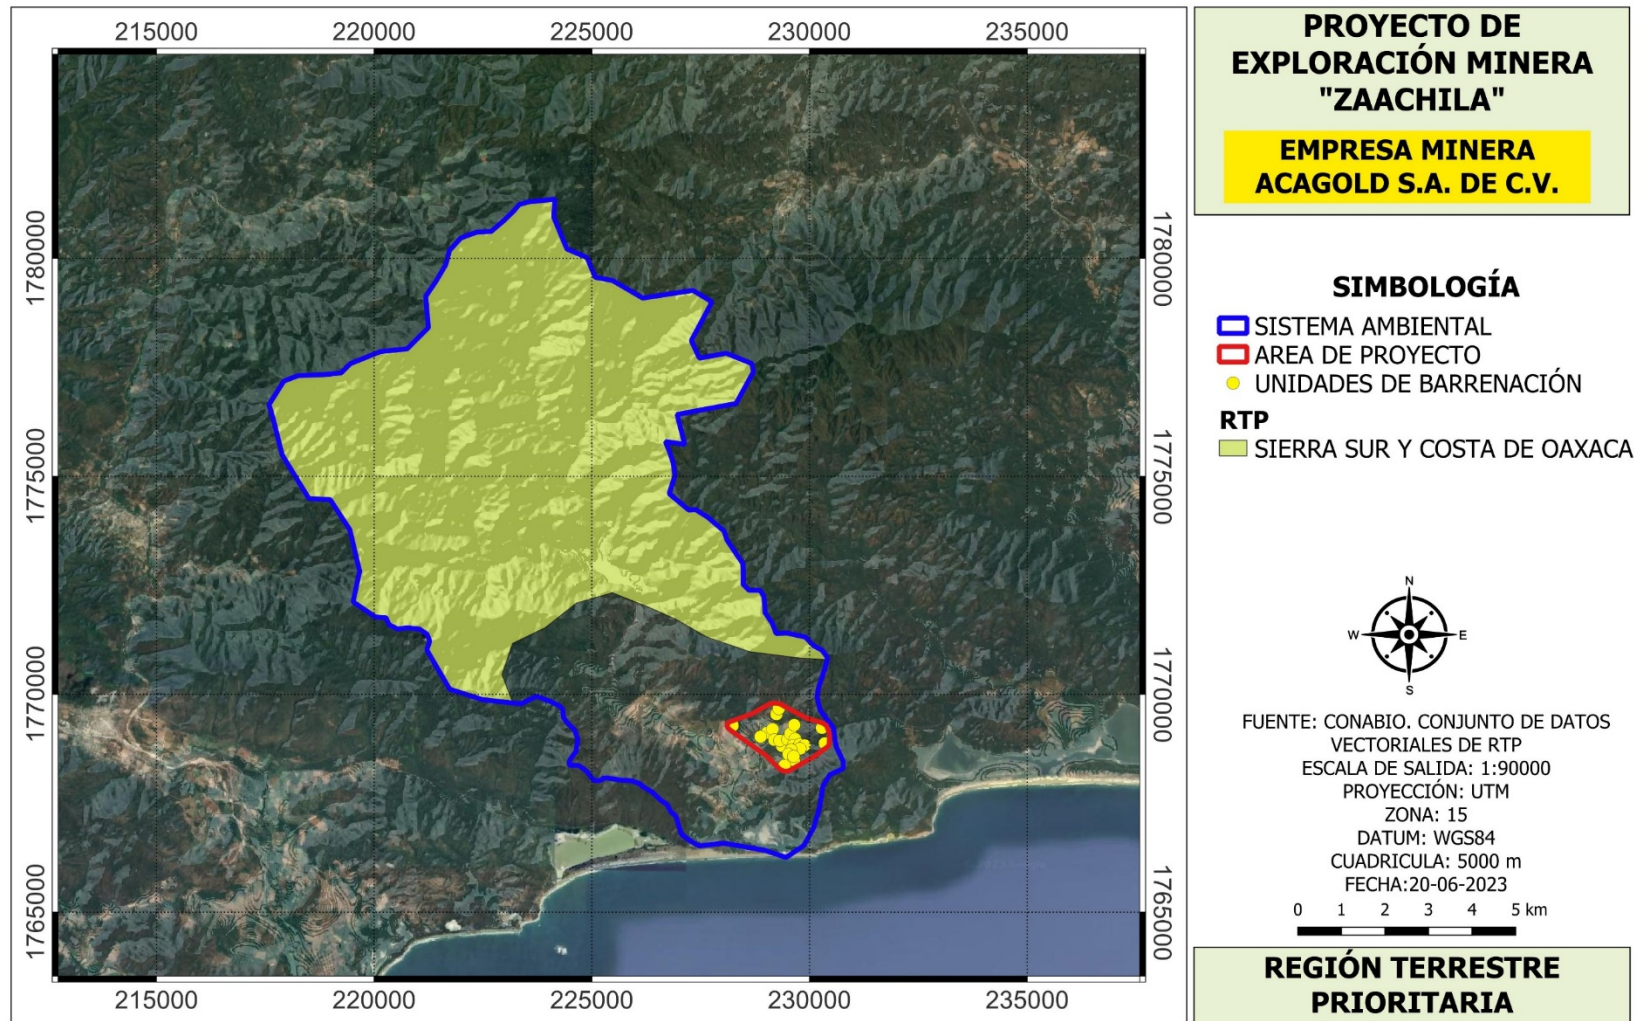 215000 220000 225000 230000 235000
1780000 1780000
1775000 1775000
1770000 1770000
1765000 1765000
215000 220000 225000 230000 235000
PROYECTO DE
EXPLORACIÓN MINERA
"ZAACHILA"
EMPRESA MINERA
ACAGOLD S.A. DE C.V.
SIMBOLOGÍA
SISTEMA AMBIENTAL
AREA DE PROYECTO
UNIDADES DE BARRENACIÓN
RTP
SIERRA SUR Y COSTA DE OAXACA
N
W E
S
FUENTE: CONABIO. CONJUNTO DE DATOS
VECTORIALES DE RTP
ESCALA DE SALIDA: 1:90000
PROYECCIÓN: UTM
ZONA: 15
DATUM: WGS84
CUADRICULA: 5000 m
FECHA:20-06-2023
0 1 2 3 4 5 km
REGIÓN TERRESTRE
PRIORITARIA